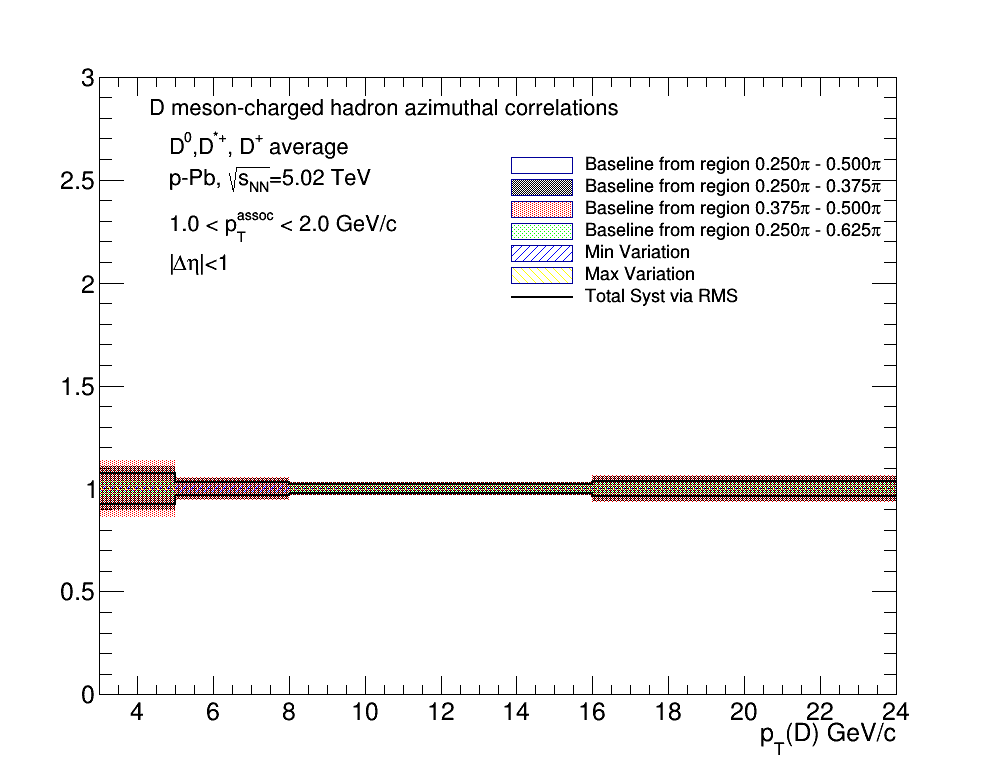 D meson-charged hadron azimuthal correlations
D⁰,D*⁺, D⁺ average
p-Pb, √s_NN=5.02 TeV
1.0 < p_T^assoc < 2.0 GeV/c
|Δη|<1
Baseline from region 0.250π - 0.500π
Baseline from region 0.250π - 0.375π
Baseline from region 0.375π - 0.500π
Baseline from region 0.250π - 0.625π
Min Variation
Max Variation
Total Syst via RMS
3
2.5
2
1.5
1
0.5
0
4 6 8 10 12 14 16 18 20 22 24
p_T(D) GeV/c